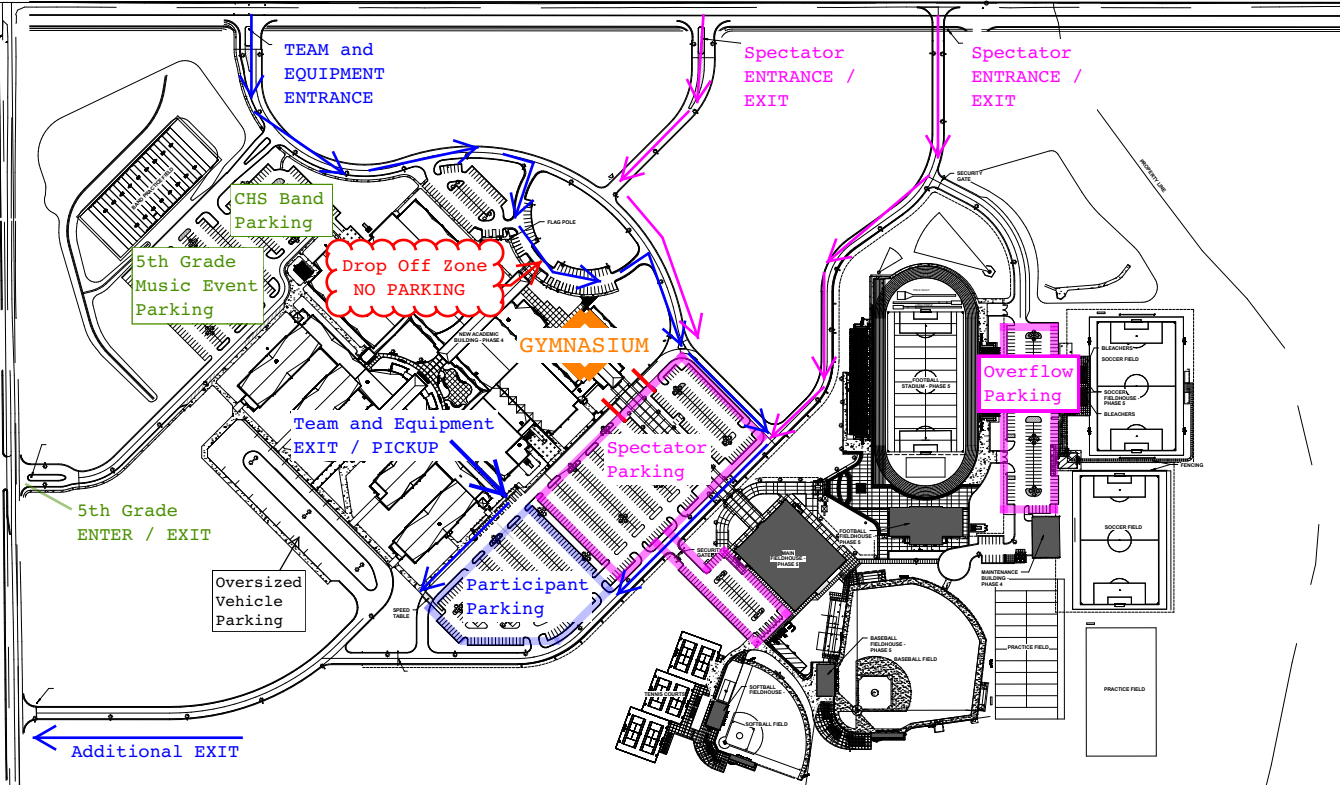 TEAM and
EQUIPMENT
ENTRANCE
Spectator
ENTRANCE /
EXIT
Spectator
ENTRANCE /
EXIT
PROPERTY LINE
SECURITY
GATE
BAND PRACTICE FIELD
CHS Band
Parking
FLAG POLE
5th Grade
Music Event
Parking
Drop Off Zone
NO PARKING
NEW ACADEMIC
BUILDING - PHASE 4
GYMNASIUM
FOOTBALL
STADIUM - PHASE 5
BLEACHERS
SOCCER FIELD
Overflow
Parking
SOCCER
FIELDHOUSE -
PHASE 5
BLEACHERS
Team and Equipment
EXIT / PICKUP
Spectator
Parking
FENCING
5th Grade
ENTER / EXIT
FOOTBALL
FIELDHOUSE -
PHASE 5
SOCCER FIELD
SECURITY
GATE
MAIN
FIELDHOUSE -
PHASE 5
MAINTENANCE
BUILDING -
PHASE 4
Oversized
Vehicle
Parking
Participant
Parking
SPEED
TABLE
BASEBALL
FIELDHOUSE -
PHASE 5
BASEBALL FIELD
PRACTICE FIELD
PRACTICE FIELD
TENNIS COURTS
SOFTBALL
FIELDHOUSE -
SOFTBALL FIELD
Additional EXIT